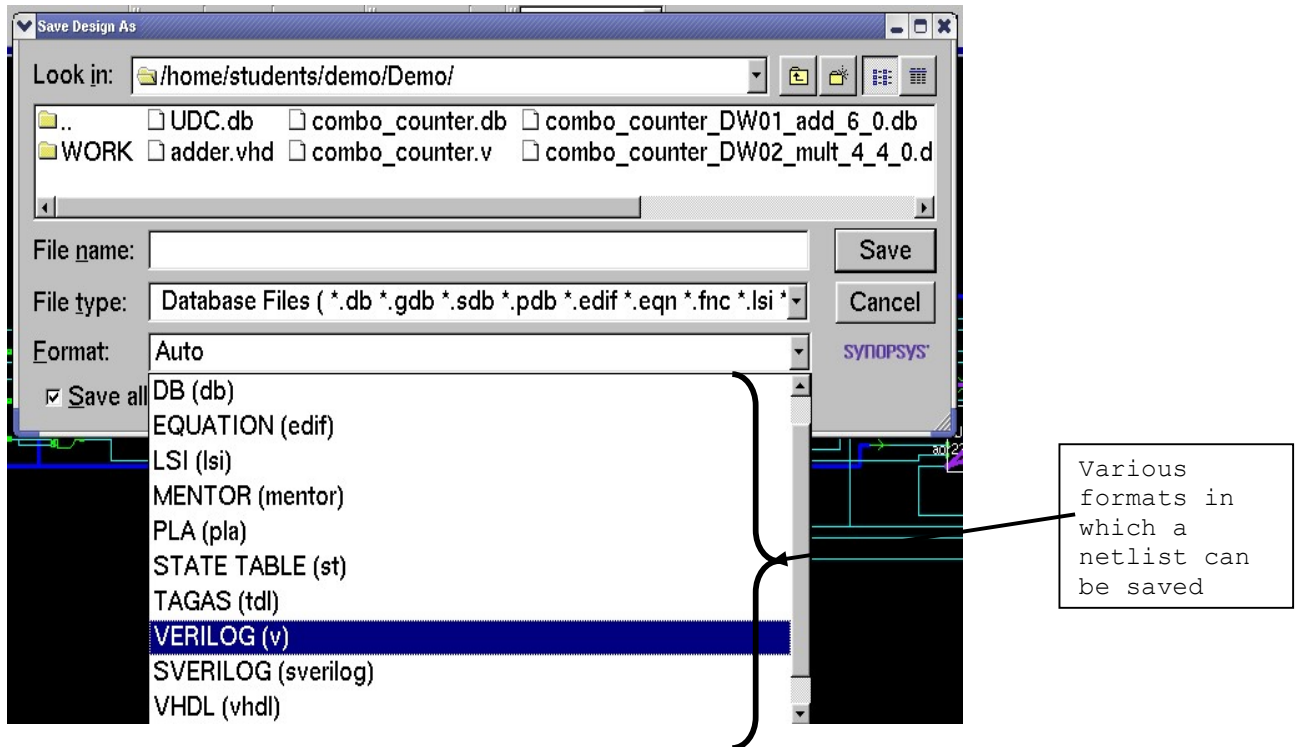 Save Design As
Look in: /home/students/demo/Demo/
.. UDC.db combo_counter.db combo_counter_DW01_add_6_0.db
WORK adder.vhd combo_counter.v combo_counter_DW02_mult_4_4_0.d
File name: Save
File type: Database Files ( *.db *.gdb *.sdb *.pdb *.edif *.eqn *.fnc *.lsi * Cancel
Format: Auto SYNOPSYS
Save all DB (db)
EQUATION (edif)
LSI (lsi)
MENTOR (mentor)
PLA (pla)
STATE TABLE (st)
TAGAS (tdl)
VERILOG (v)
SVERILOG (sverilog)
VHDL (vhdl)
Various
formats in
which a
netlist can
be saved